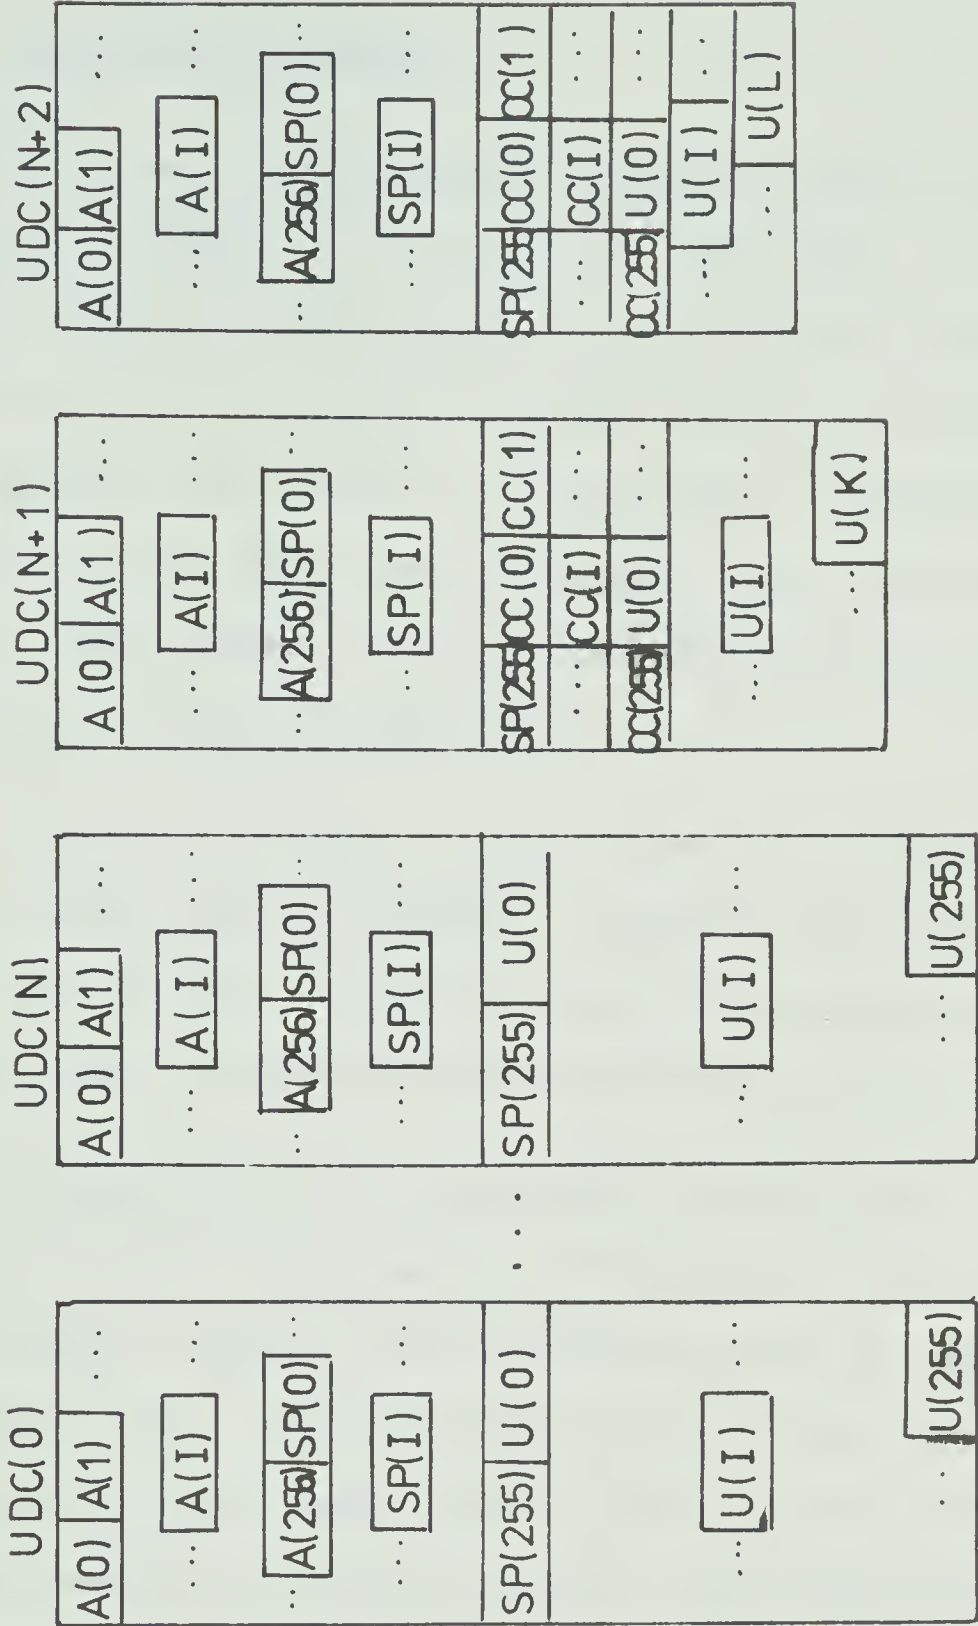 UDC(0)
A(0) A(1) ...
... A(I) ...
... A(256) SP(0) ...
... SP(I) ...
SP(255) U(0)
... U(I) ...
... U(255)
...
UDC(N)
A(0) A(1) ...
... A(I) ...
... A(256) SP(0) ...
... SP(I) ...
SP(255) U(0)
... U(I) ...
... U(255)
UDC(N+1)
A(0) A(1) ...
... A(I) ...
... A(256) SP(0) ...
... SP(I) ...
SP(255) CC(0) CC(1)
... CC(I) ...
CC(255) U(0) ...
... U(I) ...
... U(K)
UDC(N+2)
A(0) A(1) ...
... A(I) ...
... A(256) SP(0) ...
... SP(I) ...
SP(255 CC(0) CC(1)
... CC(I) ...
CC(255) U(0) ...
... U(I) ...
... U(L)